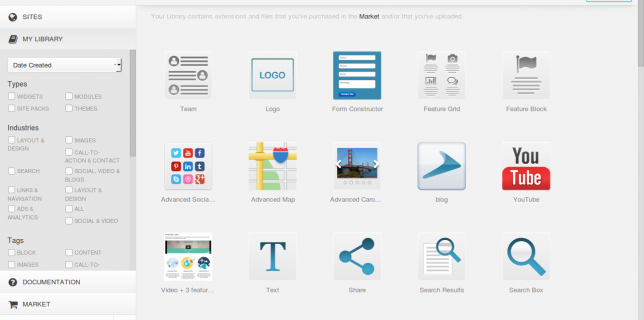 SITES
MY LIBRARY
Date Created
Types
WIDGETS
MODULES
SITE PACKS
THEMES
Industries
LAYOUT & DESIGN
IMAGES
CALL-TO-ACTION & CONTACT
SEARCH
SOCIAL, VIDEO & BLOGS
LINKS & NAVIGATION
LAYOUT & DESIGN
ADS & ANALYTICS
ALL
SOCIAL & VIDEO
Tags
BLOCK
CONTENT
IMAGES
CALL-TO-
DOCUMENTATION
MARKET
Your Library contains extensions and files that you've purchased in the Market and/or that you've uploaded
LOGO
Team
Logo
Form Constructor
Feature Grid
Feature Block
You
Tube
Advanced Socia...
Advanced Map
Advanced Caro...
blog
YouTube
T
Video + 3 featur...
Text
Share
Search Results
Search Box